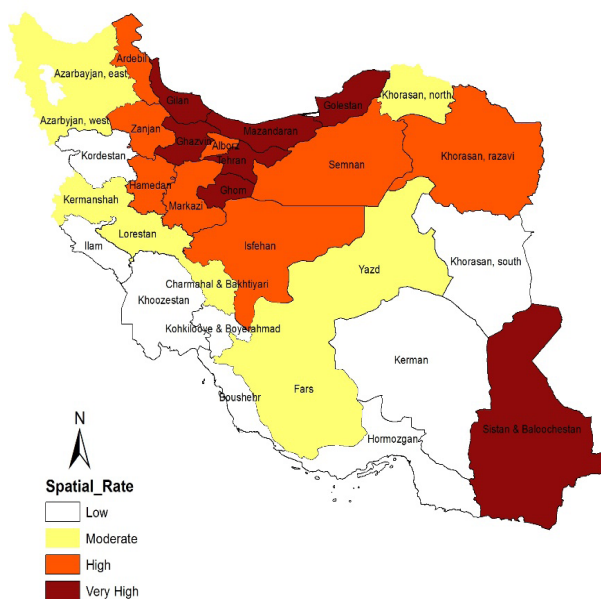 Ardebil
Azarbayjan, east
Gilan
Golestan
Khorasan, north
Azarbyjan, west
Zanjan
Mazandaran
Ghazvin
Alborz
Kordestan
Tehran
Semnan
Khorasan, razavi
Hamedan
Ghom
Kermanshah
Markazi
Lorestan
Ilam
Isfehan
Khorasan, south
Yazd
Charmahal & Bakhtiyari
Khoozestan
Kohkilooye & Boyerahmad
Kerman
Boushehr
Fars
Sistan & Baloochestan
Hormozgan
N
Spatial_Rate
Low
Moderate
High
Very High